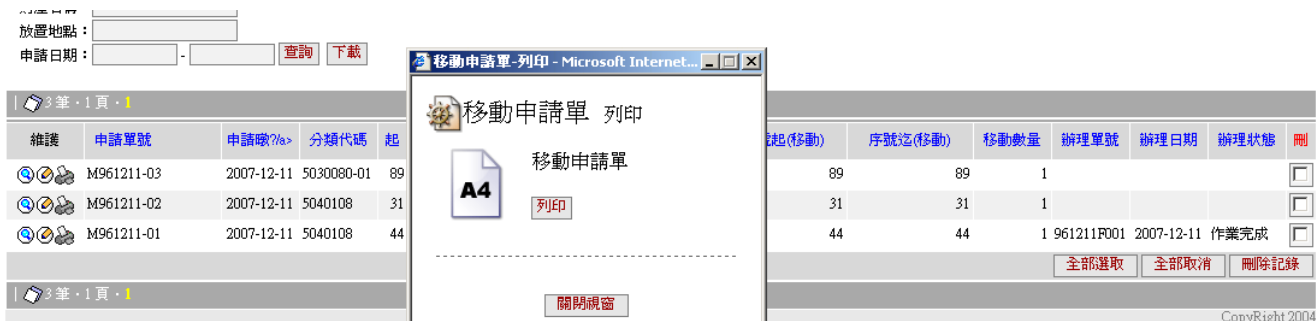 放置地點：
申請日期： - 查詢 下載
3 筆 · 1 頁 · 1
維護 申請單號 申請暾?/a> 分類代碼 起 號起(移動) 序號迄(移動) 移動數量 辦理單號 辦理日期 辦理狀態 刪
M961211-03 2007-12-11 5030080-01 89 89 89 1
M961211-02 2007-12-11 5040108 31 31 31 1
M961211-01 2007-12-11 5040108 44 44 44 1 961211F001 2007-12-11 作業完成
全部選取 全部取消 刪除記錄
3 筆 · 1 頁 · 1
CopyRight 2004
移動申請單-列印 - Microsoft Internet...
移動申請單 列印
移動申請單
A4
列印
關閉視窗